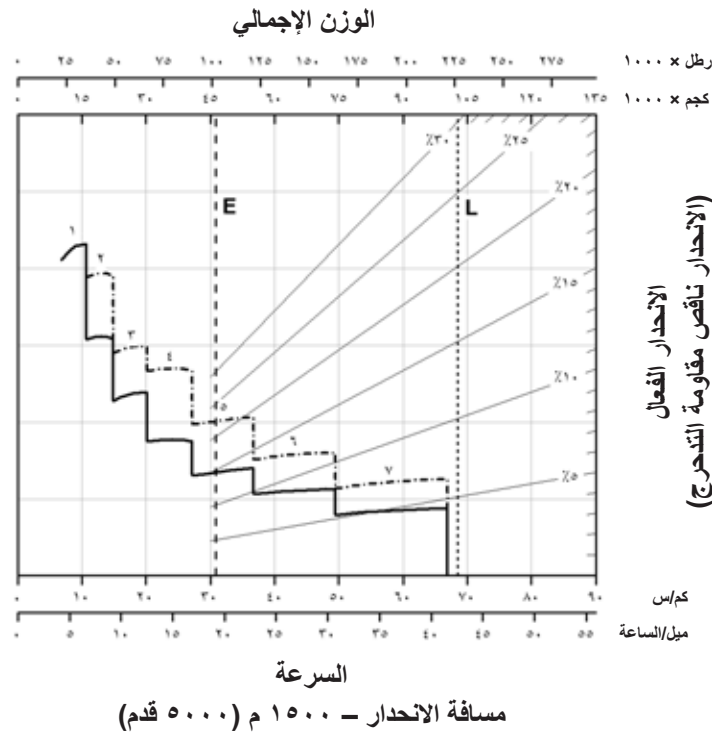 الوزن الإجمالي
٠ ٢٥ ٥٠ ٧٥ ١٠٠ ١٢٥ ١٥٠ ١٧٥ ٢٠٠ ٢٢٥ ٢٥٠ ٢٧٥ رطل × ١٠٠٠
٠ ١٥ ٣٠ ٤٥ ٦٠ ٧٥ ٩٠ ١٠٥ ١٢٠ ١٣٥ كجم × ١٠٠٠
٪٣٠
٪٢٥
٪٢٠
E
L
١
٢
٪١٥
٣
٤
٪١٠
٥
٦
٧
٪٥
الانحدار الفعال
(الانحدار ناقص مقاومة التدحرج)
٠ ١٠ ٢٠ ٣٠ ٤٠ ٥٠ ٦٠ ٧٠ ٨٠ ٩٠ كم/س
٠ ٥ ١٠ ١٥ ٢٠ ٢٥ ٣٠ ٣٥ ٤٠ ٤٥ ٥٠ ٥٥ ميل/الساعة
السرعة
مسافة الانحدار – ١٥٠٠ م (٥٠٠٠ قدم)